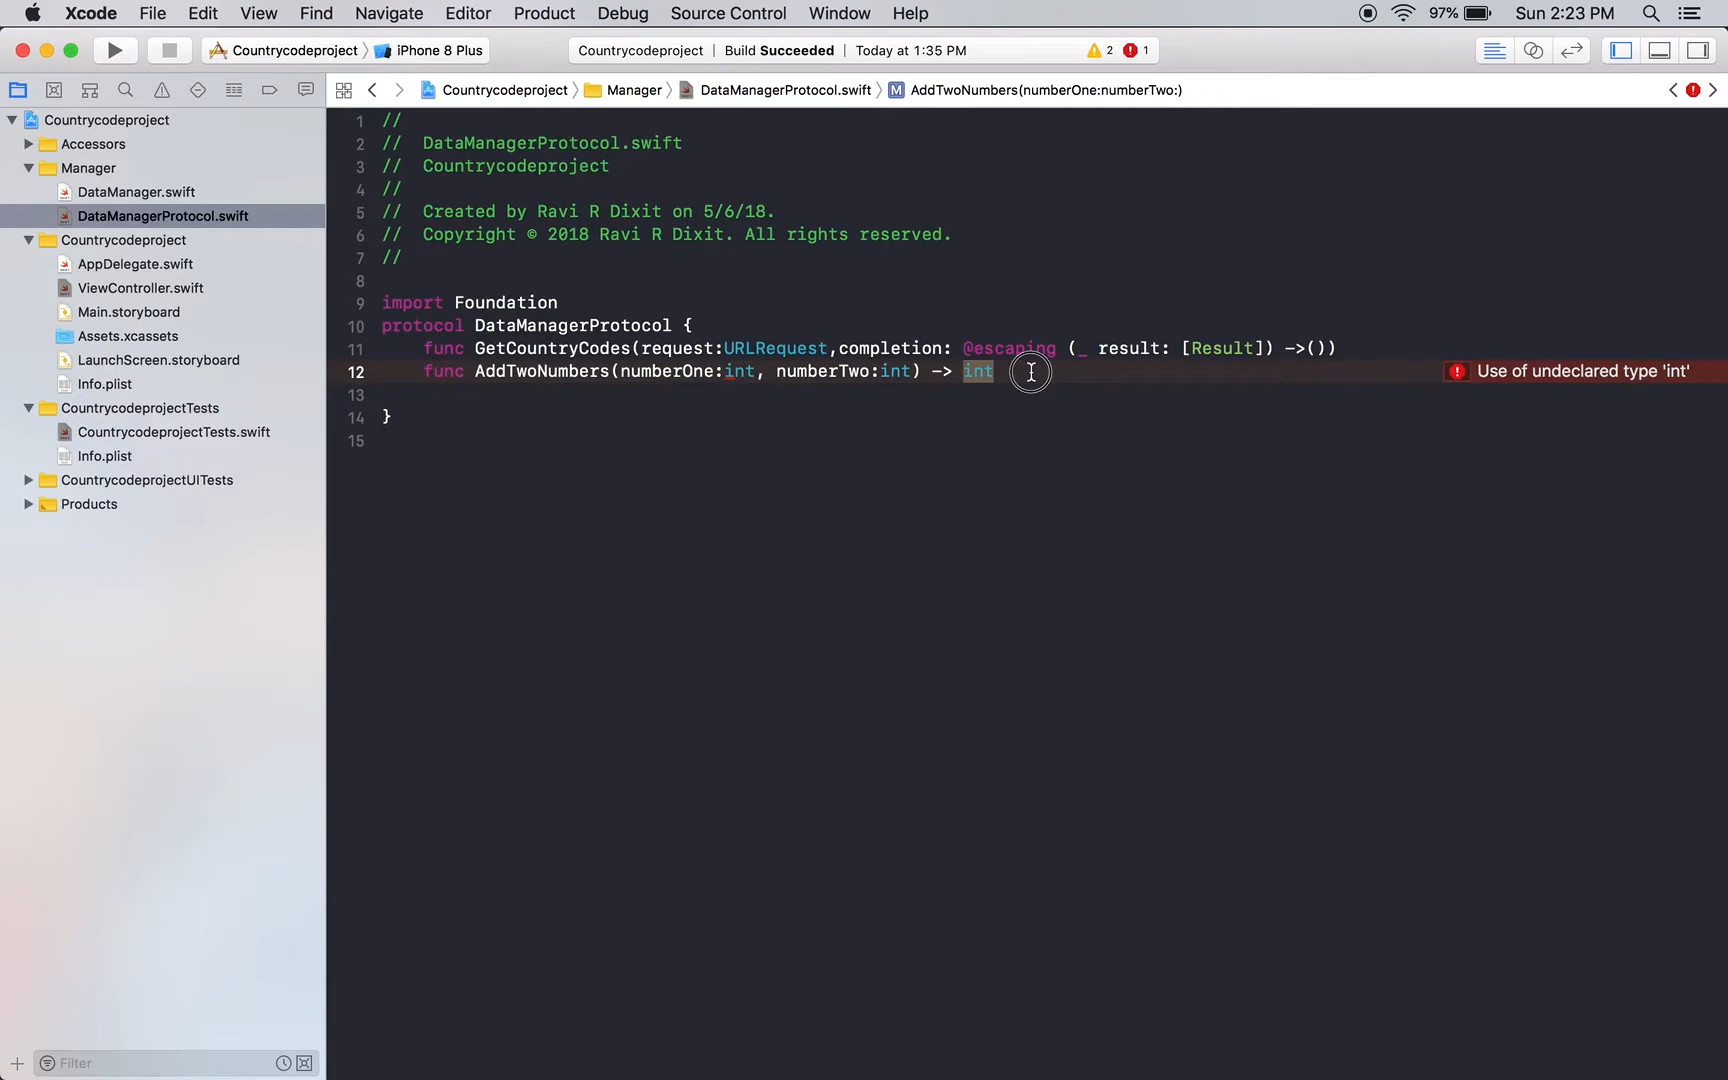 Xcode File Edit View Find Navigate Editor Product Debug Source Control Window Help 97% Sun 2:23 PM
Countrycodeproject iPhone 8 Plus Countrycodeproject | Build Succeeded | Today at 1:35 PM 2 1
Countrycodeproject Manager DataManagerProtocol.swift M AddTwoNumbers(numberOne:numberTwo:)
Countrycodeproject
Accessors
Manager
DataManager.swift
DataManagerProtocol.swift
Countrycodeproject
AppDelegate.swift
ViewController.swift
Main.storyboard
Assets.xcassets
LaunchScreen.storyboard
Info.plist
CountrycodeprojectTests
CountrycodeprojectTests.swift
Info.plist
CountrycodeprojectUITests
Products
Filter
1 //
2 // DataManagerProtocol.swift
3 // Countrycodeproject
4 //
5 // Created by Ravi R Dixit on 5/6/18.
6 // Copyright © 2018 Ravi R Dixit. All rights reserved.
7 //
8
9 import Foundation
10 protocol DataManagerProtocol {
11 func GetCountryCodes(request:URLRequest,completion: @escaping (_ result: [Result]) ->())
12 func AddTwoNumbers(numberOne:int, numberTwo:int) -> int Use of undeclared type 'int'
13
14 }
15